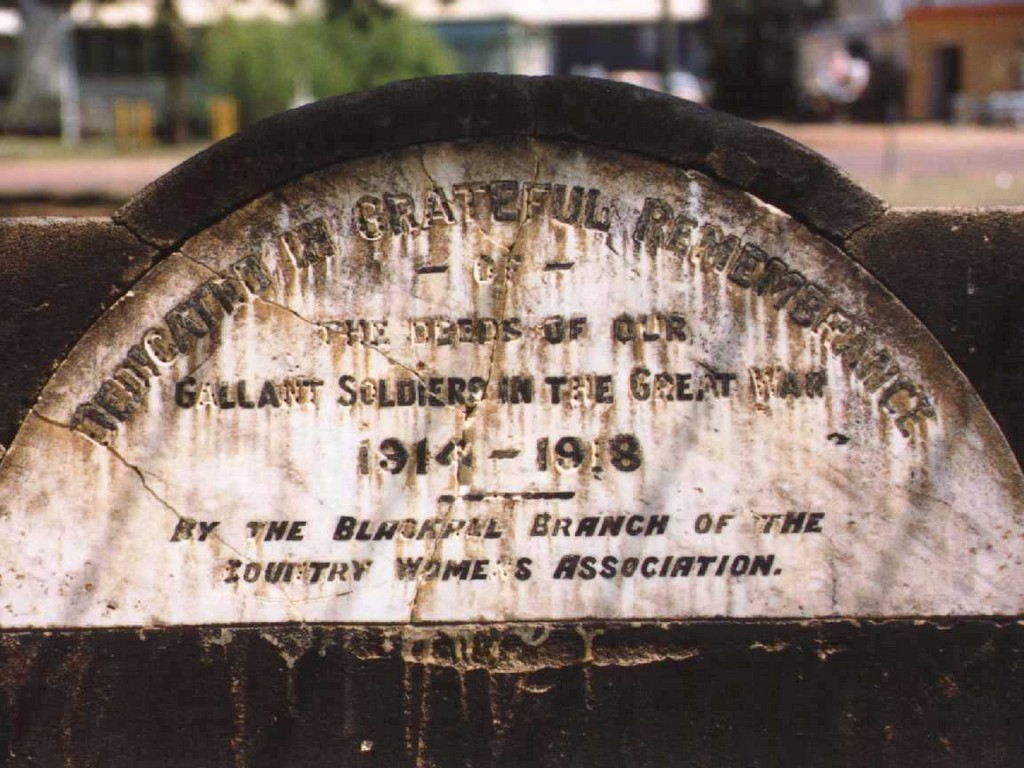 DEDICATED IN GRATEFUL REMEMBRANCE
- OF -
THE DEEDS OF OUR
GALLANT SOLDIERS IN THE GREAT WAR
1914 - 1918
BY THE BLACKALL BRANCH OF THE
COUNTRY WOMEN'S ASSOCIATION.